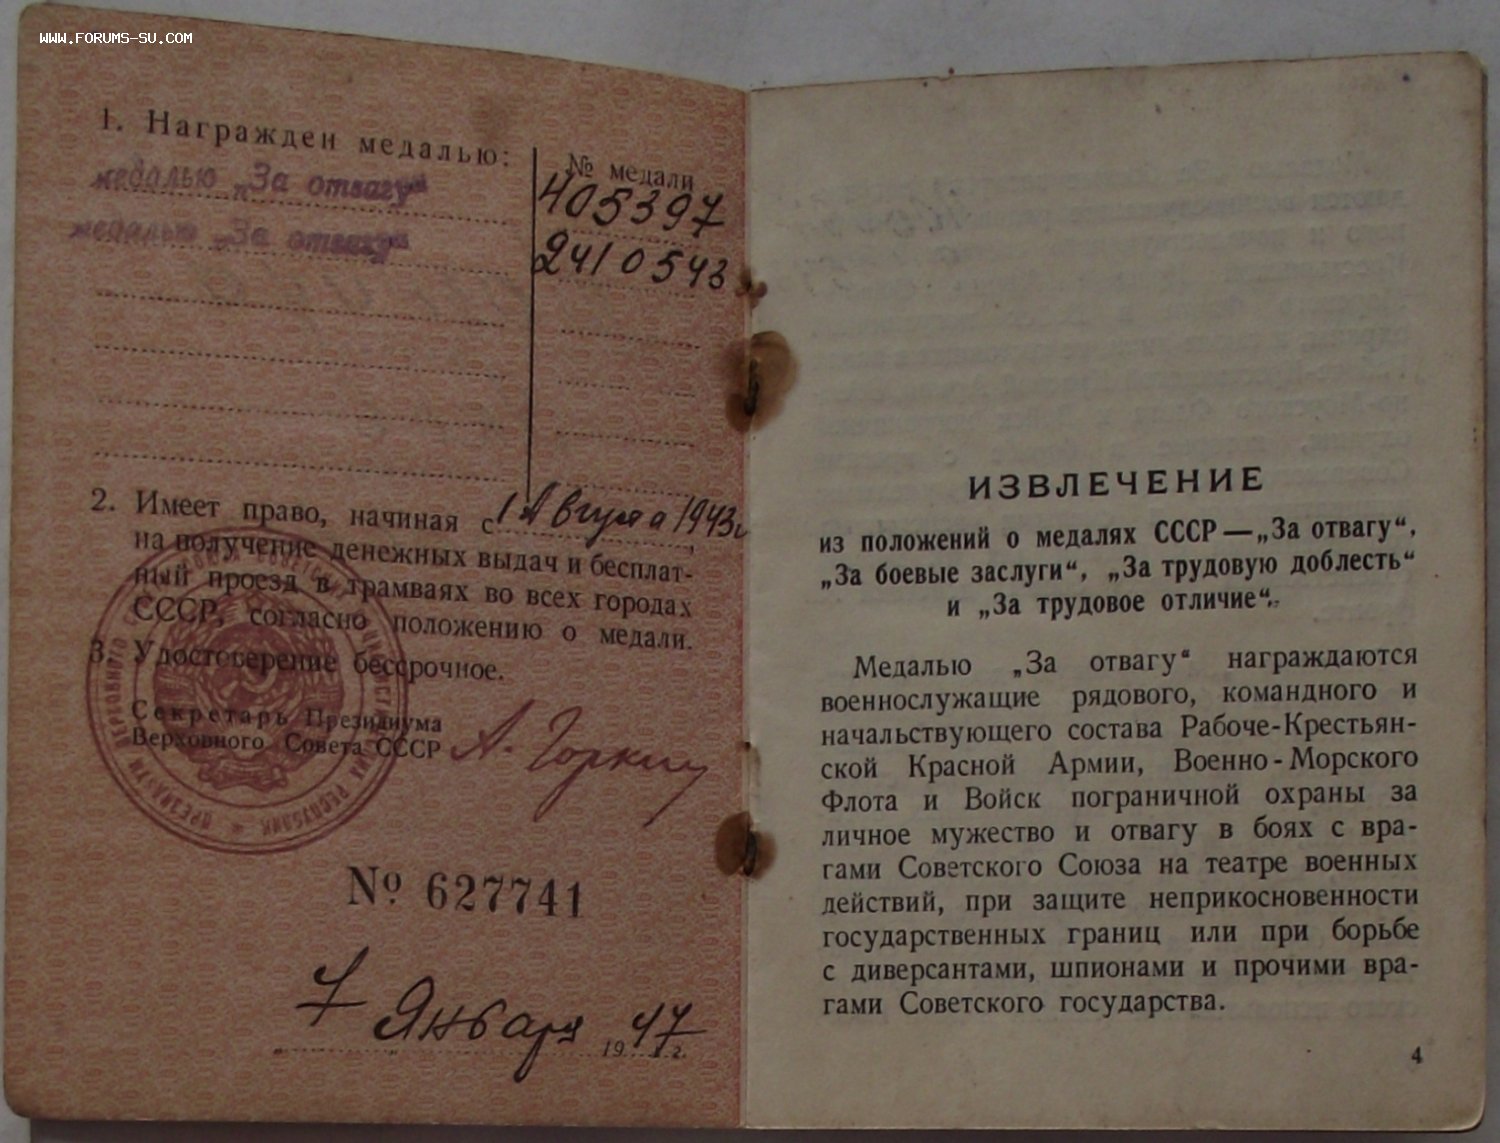 WWW.FORUMS-SU.COM
1. Награжден медалью:
№ медали
медалью „За отвагу“
405397
медалью „За отвагу“
2410543
2. Имеет право, начиная с 1 Августа 1943 г
на получение денежных выдач и бесплат-
ный проезд в трамваях во всех городах
СССР, согласно положению о медали.
3. Удостоверение бессрочное.
Секретарь Президиума
Верховного Совета СССР
А. Горкин
№ 627741
7 Января 1947 г.
ИЗВЛЕЧЕНИЕ
из положений о медалях СССР — „За отвагу“,
„За боевые заслуги“, „За трудовую доблесть“
и „За трудовое отличие“.
Медалью „За отвагу“ награждаются
военнослужащие рядового, командного и
начальствующего состава Рабоче-Крестьян-
ской Красной Армии, Военно-Морского
Флота и Войск пограничной охраны за
личное мужество и отвагу в боях с вра-
гами Советского Союза на театре военных
действий, при защите неприкосновенности
государственных границ или при борьбе
с диверсантами, шпионами и прочими вра-
гами Советского государства.
4